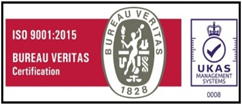 ISO 9001:2015
BUREAU VERITAS
Certification
BUREAU VERITAS
1828
UKAS
MANAGEMENT
SYSTEMS
0008